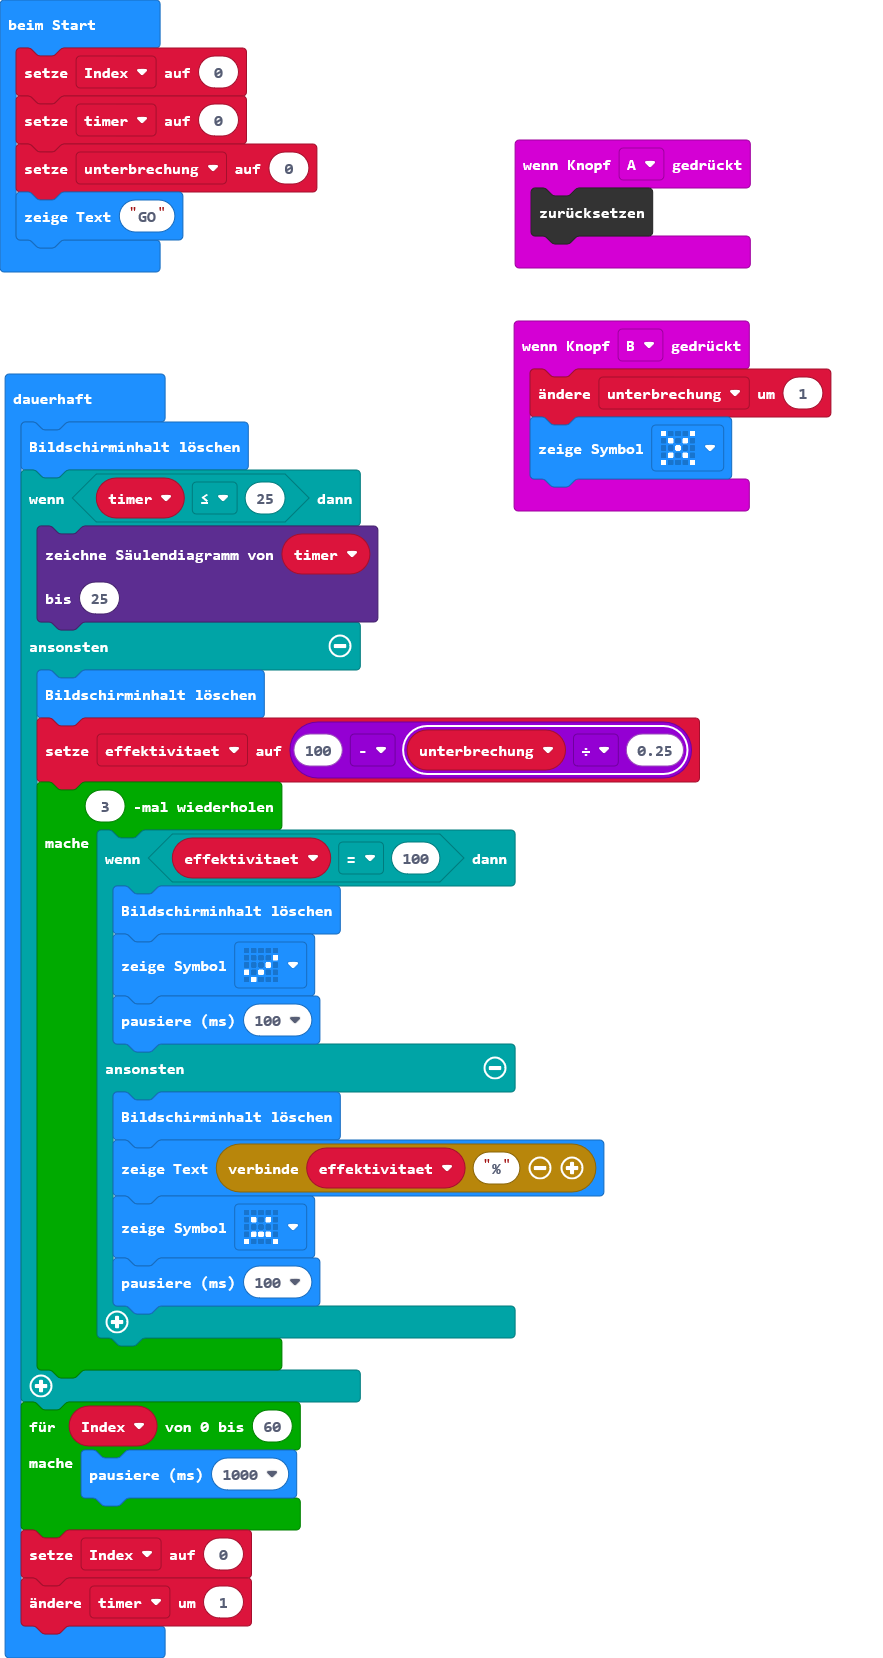 beim Start
setze Index auf 0
setze timer auf 0
setze unterbrechung auf 0
zeige Text "GO"
wenn Knopf A gedrückt
zurücksetzen
wenn Knopf B gedrückt
ändere unterbrechung um 1
zeige Symbol
dauerhaft
Bildschirminhalt löschen
wenn timer ≤ 25 dann
zeichne Säulendiagramm von timer
bis 25
ansonsten
Bildschirminhalt löschen
setze effektivitaet auf 100 - unterbrechung ÷ 0.25
3 -mal wiederholen
mache
wenn effektivitaet = 100 dann
Bildschirminhalt löschen
zeige Symbol
pausiere (ms) 100
ansonsten
Bildschirminhalt löschen
zeige Text verbinde effektivitaet "%"
zeige Symbol
pausiere (ms) 100
für Index von 0 bis 60
mache
pausiere (ms) 1000
setze Index auf 0
ändere timer um 1